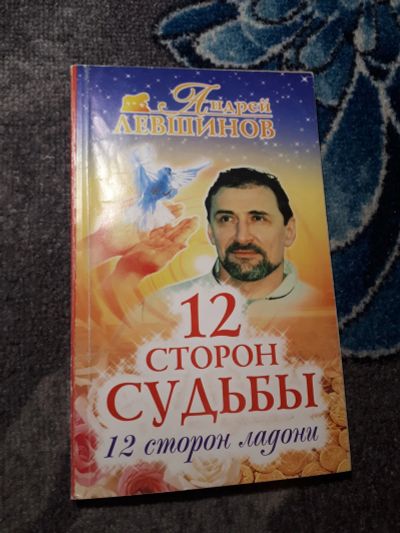 Андрей
ЛЕВШИНОВ
12
СТОРОН
СУДЬБЫ
12 сторон ладони